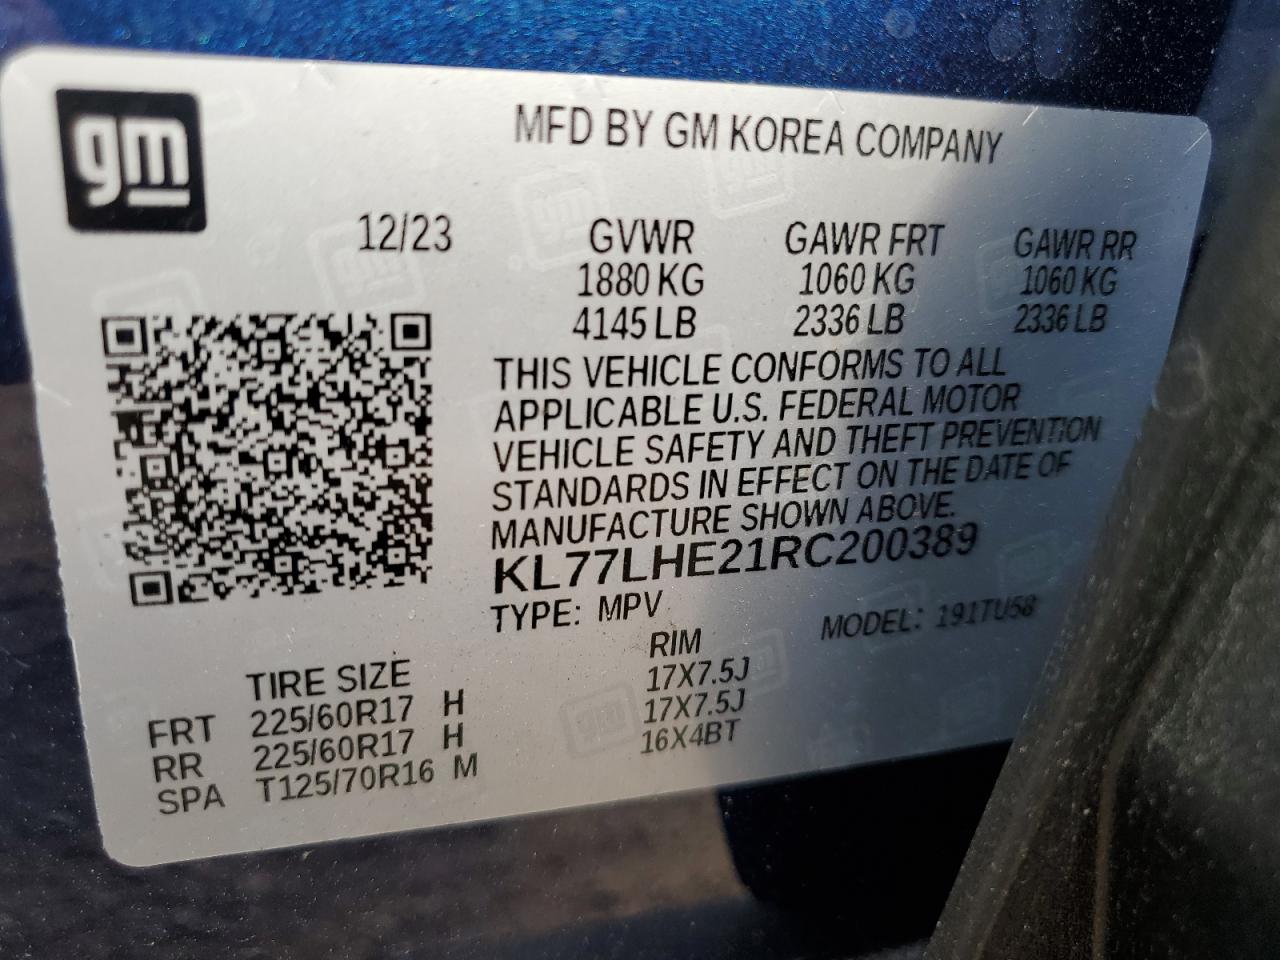 gm
MFD BY GM KOREA COMPANY
12/23 GVWR GAWR FRT GAWR RR
1880 KG 1060 KG 1060 KG
4145 LB 2336 LB 2336 LB
THIS VEHICLE CONFORMS TO ALL
APPLICABLE U.S. FEDERAL MOTOR
VEHICLE SAFETY AND THEFT PREVENTION
STANDARDS IN EFFECT ON THE DATE OF
MANUFACTURE SHOWN ABOVE.
KL77LHE21RC200389
TYPE: MPV MODEL: 191TU58
TIRE SIZE RIM
FRT 225/60R17 H 17X7.5J
RR 225/60R17 H 17X7.5J
SPA T125/70R16 M 16X4BT